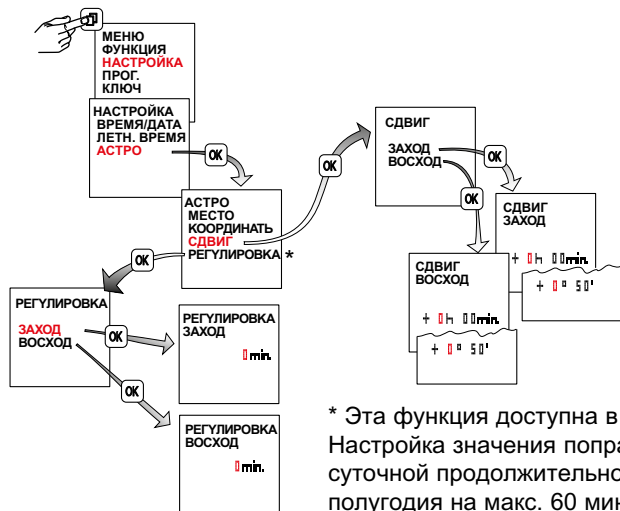 МЕНЮ
ФУНКЦИЯ
НАСТРОЙКА
ПРОГ.
КЛЮЧ
НАСТРОЙКА
ВРЕМЯ/ДАТА
ЛЕТН. ВРЕМЯ
АСТРО
OK
АСТРО
МЕСТО
КООРДИНАТЬ
СДВИГ
РЕГУЛИРОВКА *
OK
СДВИГ
ЗАХОД
ВОСХОД
OK
OK
СДВИГ
ЗАХОД
+ 0h 00min.
+ 0° 50'
СДВИГ
ВОСХОД
+ 0h 00min.
+ 0° 50'
OK
РЕГУЛИРОВКА
ЗАХОД
ВОСХОД
OK
OK
РЕГУЛИРОВКА
ЗАХОД
0min.
РЕГУЛИРОВКА
ВОСХОД
0min.
* Эта функция доступна в
Настройка значения
суточной
полугодия на макс. 60 мин